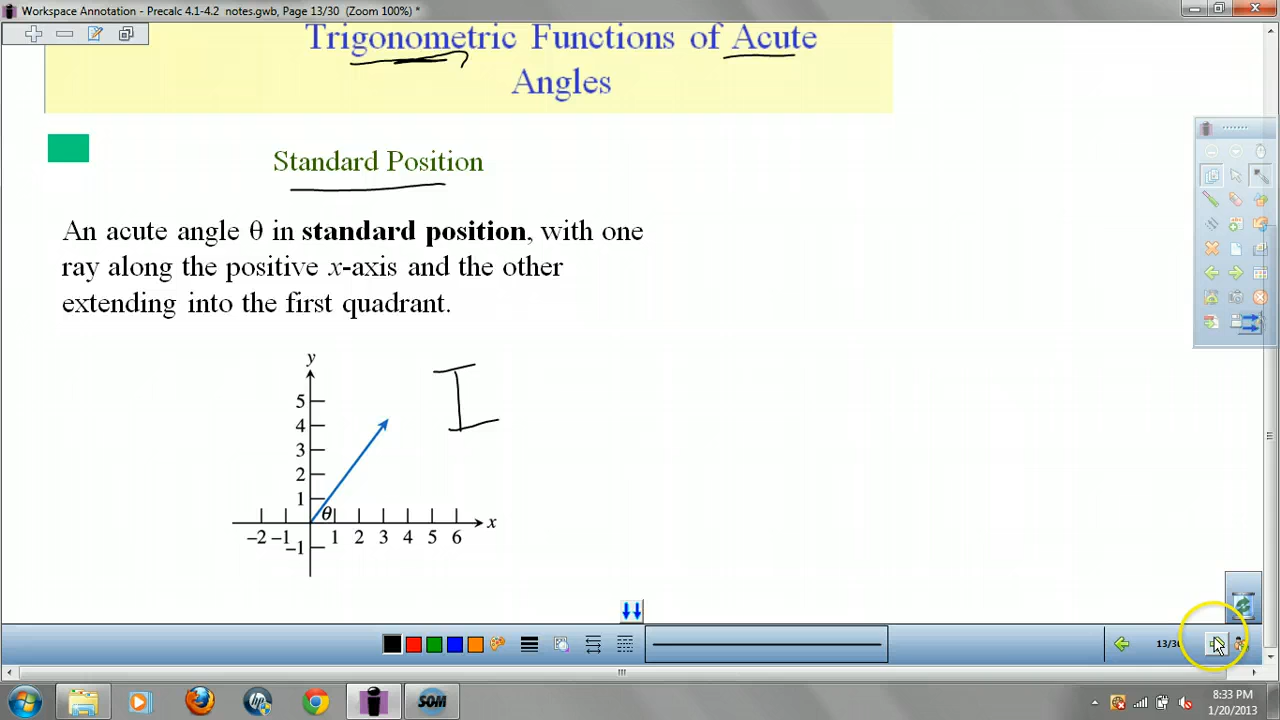 Workspace Annotation - Precalc 4.1-4.2 notes.gwb, Page 13/30 (Zoom 100%) *
Trigonometric Functions of Acute
Angles
Standard Position
An acute angle θ in standard position, with one
ray along the positive x-axis and the other
extending into the first quadrant.
y
I
5
4
3
2
1
θ
x
–2 –1 1 2 3 4 5 6
–1
13/30
SOM
8:33 PM
1/20/2013